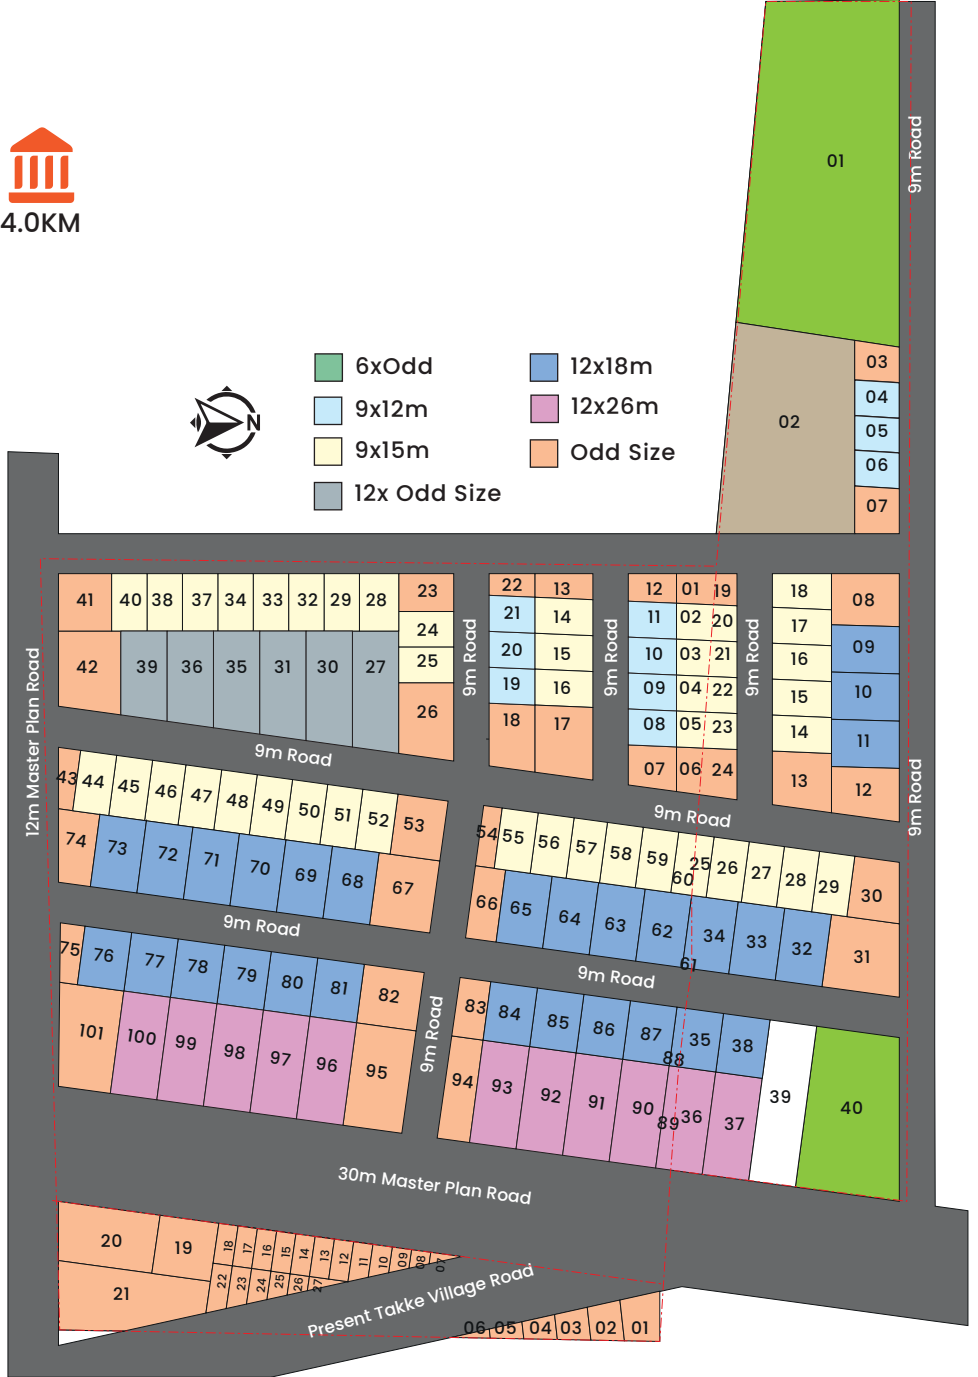 01
9m Road
4.0KM
6xOdd
12x18m
9x12m
12x26m
9x15m
Odd Size
12x Odd Size
N
02
03
04
05
06
07
41 40 38 37 34 33 32 29 28 23
24
25
26
42 39 36 35 31 30 27
22 13
21 14
20 15
19 16
18 17
12 01 19
11 02 20
10 03 21
09 04 22
08 05 23
07 06 24
18 08
17 09
16 10
15 11
14 12
13
9m Road
9m Road
9m Road
12m Master Plan Road
9m Road
9m Road
9m Road
43 44 45 46 47 48 49 50 51 52 53
74 73 72 71 70 69 68 67
54 55 56 57 58 59 60 25 26 27 28 29 30
66 65 64 63 62 61 34 33 32 31
9m Road
9m Road
75 76 77 78 79 80 81 82
101 100 99 98 97 96 95
9m Road
83 84 85 86 87 88 35 38 39 40
94 93 92 91 90 89 36 37
30m Master Plan Road
20 19 18 17 16 15 14 13 12 11 10 09 08 07
21 22 23 24 25 26 27
Present Takke Village Road
06 05 04 03 02 01